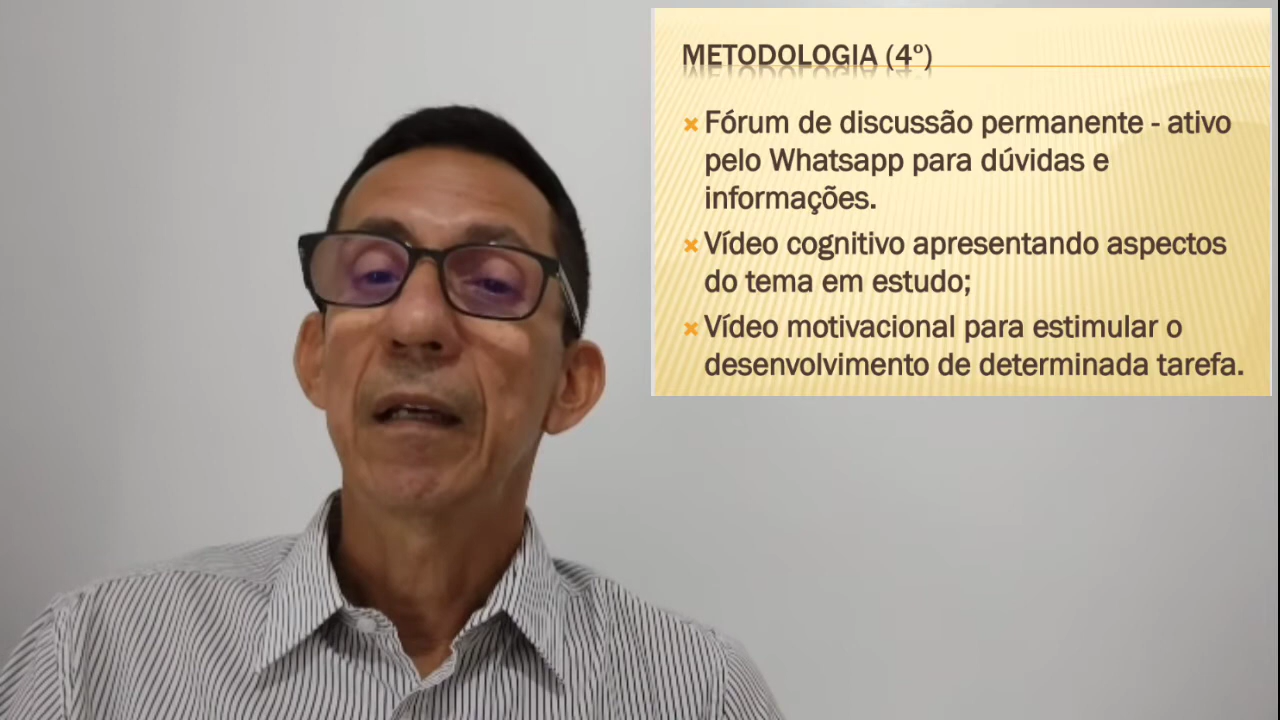 METODOLOGIA (4º)
Fórum de discussão permanente - ativo
pelo Whatsapp para dúvidas e
informações.
Vídeo cognitivo apresentando aspectos
do tema em estudo;
Vídeo motivacional para estimular o
desenvolvimento de determinada tarefa.